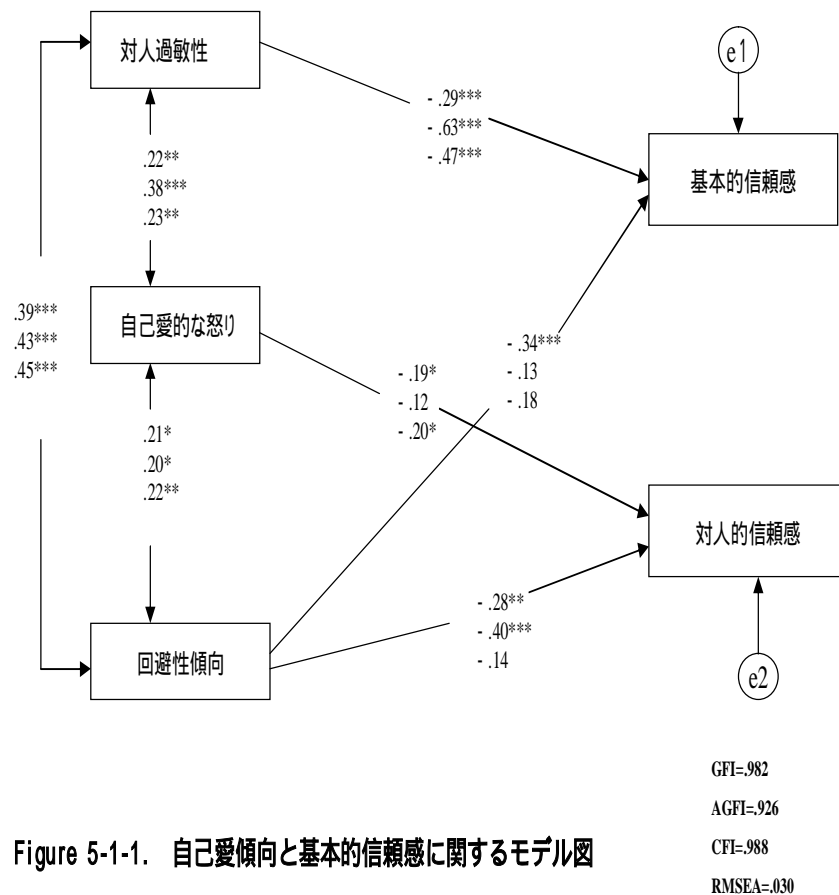 対人過敏性
e1
- .29***
- .63***
- .47***
.22**
.38***
.23**
基本的信頼感
.39***
.43***
.45***
自己愛的な怒り
- .34***
- .13
- .18
- .19*
- .12
- .20*
.21*
.20*
.22**
対人的信頼感
- .28**
- .40***
- .14
回避性傾向
e2
GFI=.982
AGFI=.926
CFI=.988
RMSEA=.030
Figure 5-1-1. 自己愛傾向と基本的信頼感に関するモデル図